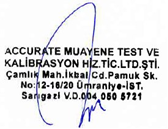 ACCURATE MUAYENE TEST VE
KALİBRASYON HİZ.TİC.LTD.ŞTİ.
Çamlık Mah.İkbal Cd.Pamuk Sk.
No:12-16/20 Ümraniye-İST.
Sarıgazi V.D.004 050 5721